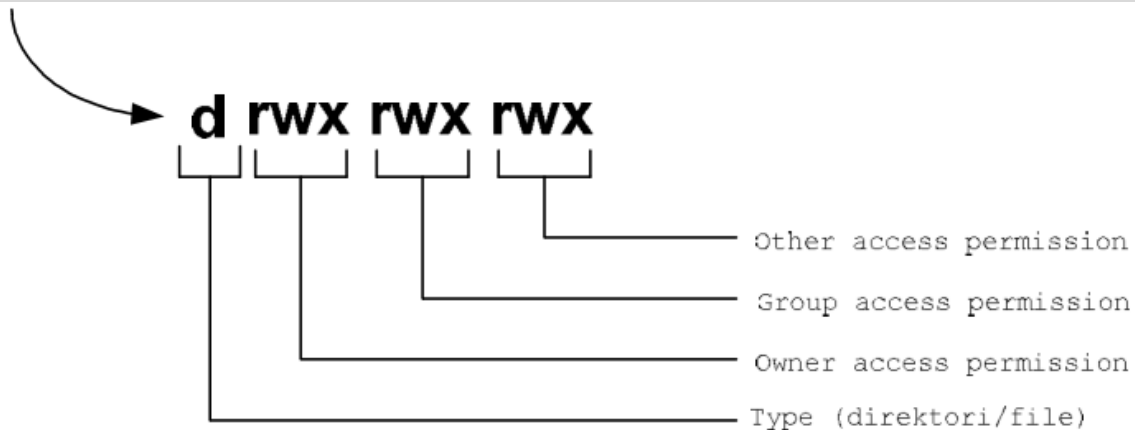 d rwx rwx rwx
Other access permission
Group access permission
Owner access permission
Type (direktori/file)